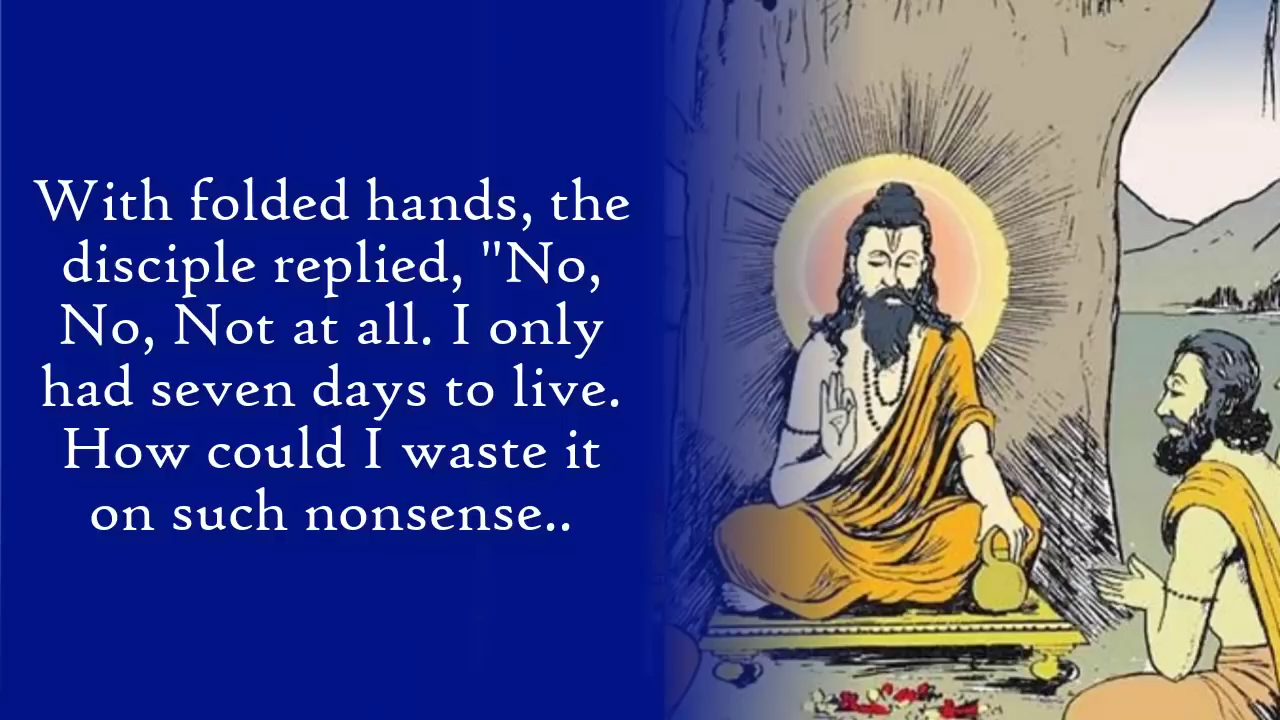 With folded hands, the
disciple replied, "No,
No, Not at all. I only
had seven days to live.
How could I waste it
on such nonsense..